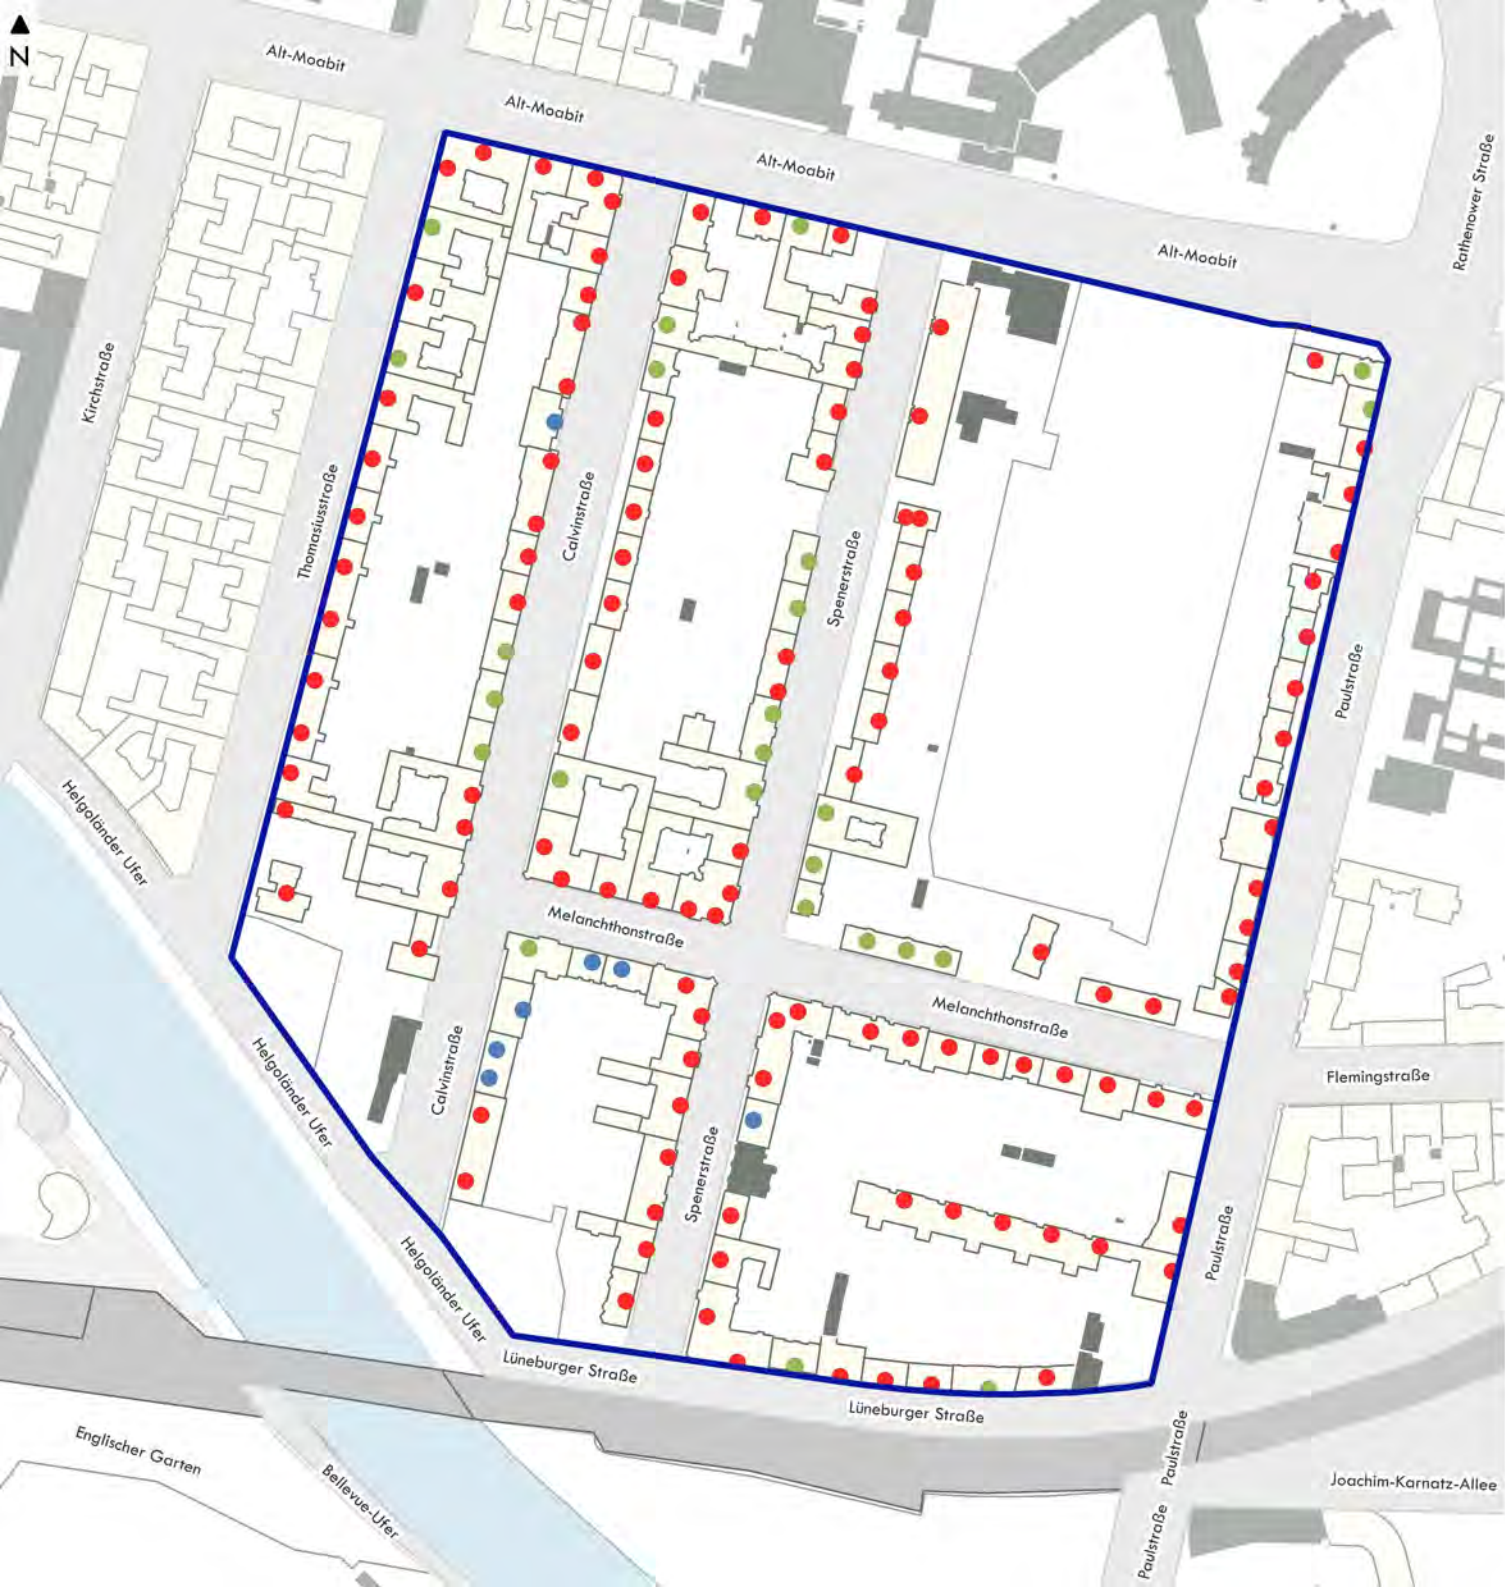 N
Alt-Moabit
Alt-Moabit
Alt-Moabit
Alt-Moabit
Rathenower Straße
Kirchstraße
Thomasiusstraße
Calvinstraße
Spenerstraße
Paulstraße
Helgoländer Ufer
Melanchthonstraße
Melanchthonstraße
Helgoländer Ufer
Calvinstraße
Flemingstraße
Spenerstraße
Paulstraße
Helgoländer Ufer
Lüneburger Straße
Lüneburger Straße
Englischer Garten
Bellevue-Ufer
Paulstraße
Joachim-Karnatz-Allee
Paulstraße